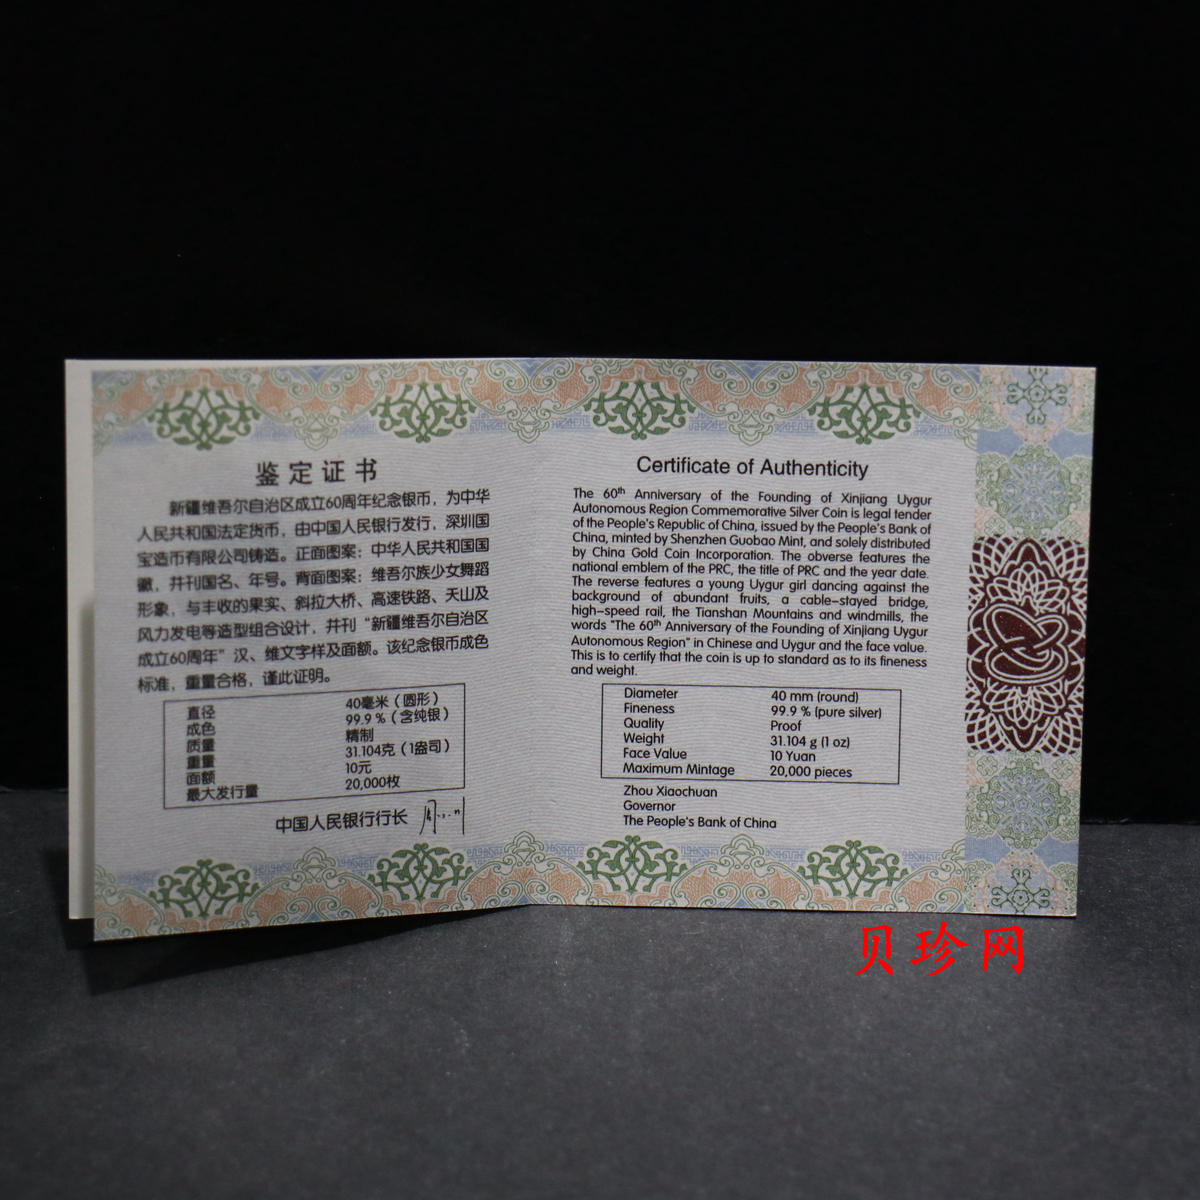 鉴定证书
新疆维吾尔自治区成立60周年纪念银币，为中华
人民共和国法定货币，由中国人民银行发行，深圳国
宝造币有限公司铸造。正面图案：中华人民共和国国
徽，并刊国名、年号。背面图案：维吾尔族少女舞蹈
形象，与丰收的果实、斜拉大桥、高速铁路、天山及
风力发电等造型组合设计，并刊“新疆维吾尔自治区
成立60周年”汉、维文字样及面额。该纪念银币成色
标准，重量合格，谨此证明。
直径 40毫米（圆形）
成色 99.9％（含纯银）
质量 精制
重量 31.104克（1盎司）
面额 10元
最大发行量 20,000枚
中国人民银行行长
Certificate of Authenticity
The 60th Anniversary of the Founding of Xinjiang Uygur
Autonomous Region Commemorative Silver Coin is legal tender
of the People's Republic of China, issued by the People's Bank of
China, minted by Shenzhen Guobao Mint, and solely distributed
by China Gold Coin Incorporation. The obverse features the
national emblem of the PRC, the title of PRC and the year date.
The reverse features a young Uygur girl dancing against the
background of abundant fruits, a cable-stayed bridge,
high-speed rail, the Tianshan Mountains and windmills, the
words "The 60th Anniversary of the Founding of Xinjiang Uygur
Autonomous Region" in Chinese and Uygur and the face value.
This is to certify that the coin is up to standard as to its fineness
and weight.
Diameter 40 mm (round)
Fineness 99.9 % (pure silver)
Quality Proof
Weight 31.104 g (1 oz)
Face Value 10 Yuan
Maximum Mintage 20,000 pieces
Zhou Xiaochuan
Governor
The People's Bank of China
贝珍网